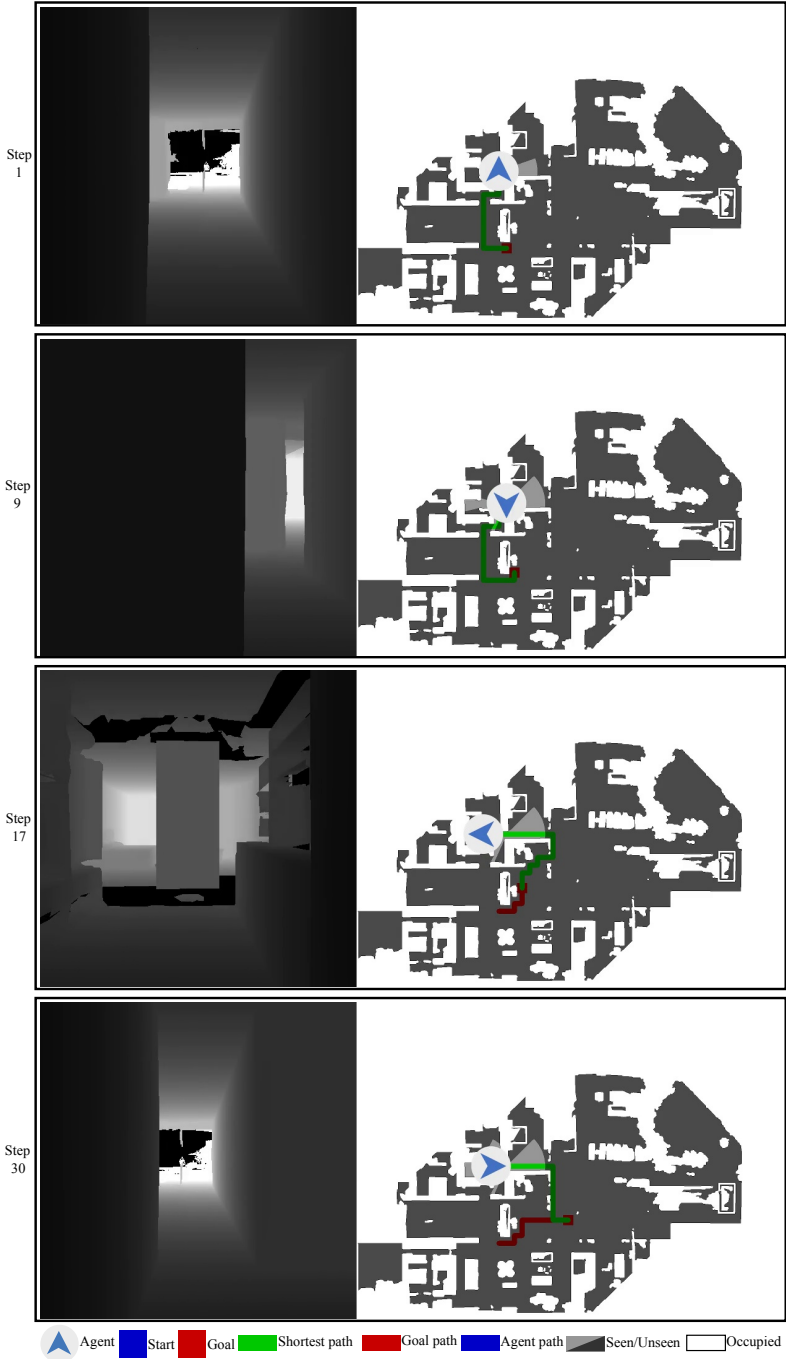 Step
1
Step
9
Step
17
Step
30
Agent Start Goal Shortest path Goal path Agent path Seen/Unseen Occupied